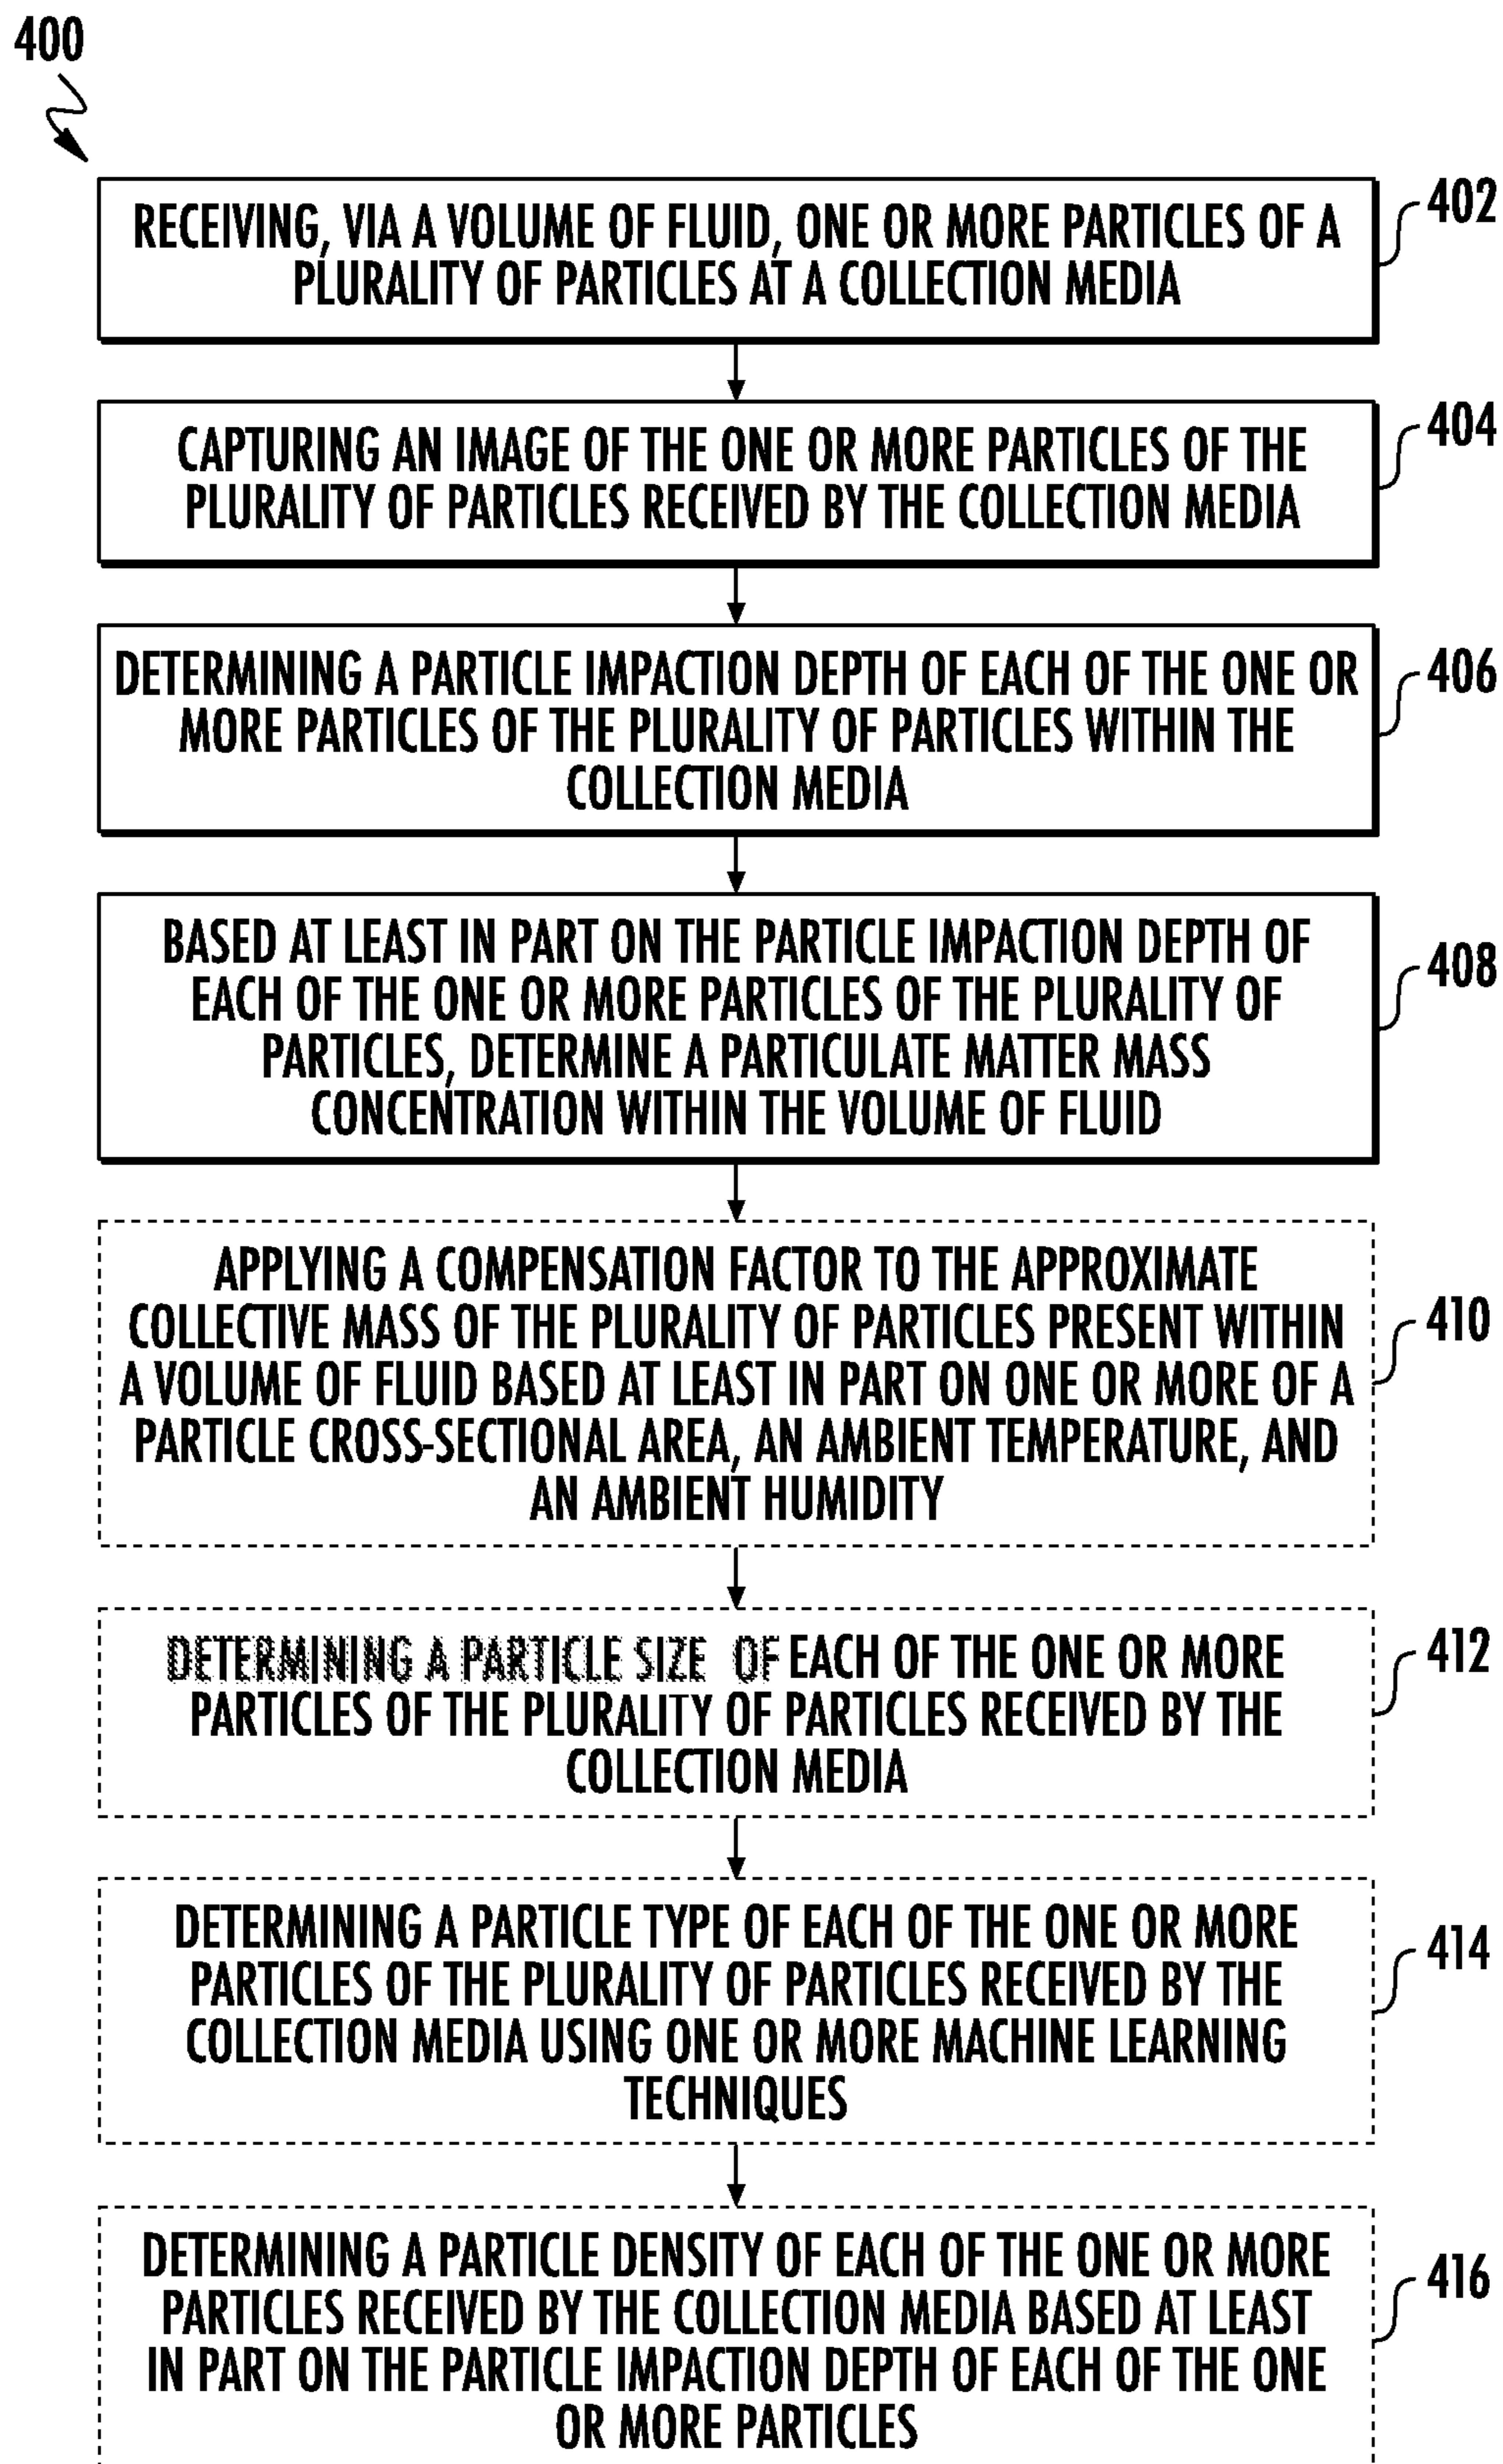 400
RECEIVING, VIA A VOLUME OF FLUID, ONE OR MORE PARTICLES OF A
PLURALITY OF PARTICLES AT A COLLECTION MEDIA
402
CAPTURING AN IMAGE OF THE ONE OR MORE PARTICLES OF THE
PLURALITY OF PARTICLES RECEIVED BY THE COLLECTION MEDIA
404
DETERMINING A PARTICLE IMPACTION DEPTH OF EACH OF THE ONE OR
MORE PARTICLES OF THE PLURALITY OF PARTICLES WITHIN THE
COLLECTION MEDIA
406
BASED AT LEAST IN PART ON THE PARTICLE IMPACTION DEPTH OF
EACH OF THE ONE OR MORE PARTICLES OF THE PLURALITY OF
PARTICLES, DETERMINE A PARTICULATE MATTER MASS
CONCENTRATION WITHIN THE VOLUME OF FLUID
408
APPLYING A COMPENSATION FACTOR TO THE APPROXIMATE
COLLECTIVE MASS OF THE PLURALITY OF PARTICLES PRESENT WITHIN
A VOLUME OF FLUID BASED AT LEAST IN PART ON ONE OR MORE OF A
PARTICLE CROSS-SECTIONAL AREA, AN AMBIENT TEMPERATURE, AND
AN AMBIENT HUMIDITY
410
DETERMINING A PARTICLE SIZE OF EACH OF THE ONE OR MORE
PARTICLES OF THE PLURALITY OF PARTICLES RECEIVED BY THE
COLLECTION MEDIA
412
DETERMINING A PARTICLE TYPE OF EACH OF THE ONE OR MORE
PARTICLES OF THE PLURALITY OF PARTICLES RECEIVED BY THE
COLLECTION MEDIA USING ONE OR MORE MACHINE LEARNING
TECHNIQUES
414
DETERMINING A PARTICLE DENSITY OF EACH OF THE ONE OR MORE
PARTICLES RECEIVED BY THE COLLECTION MEDIA BASED AT LEAST
IN PART ON THE PARTICLE IMPACTION DEPTH OF EACH OF THE ONE
OR MORE PARTICLES
416